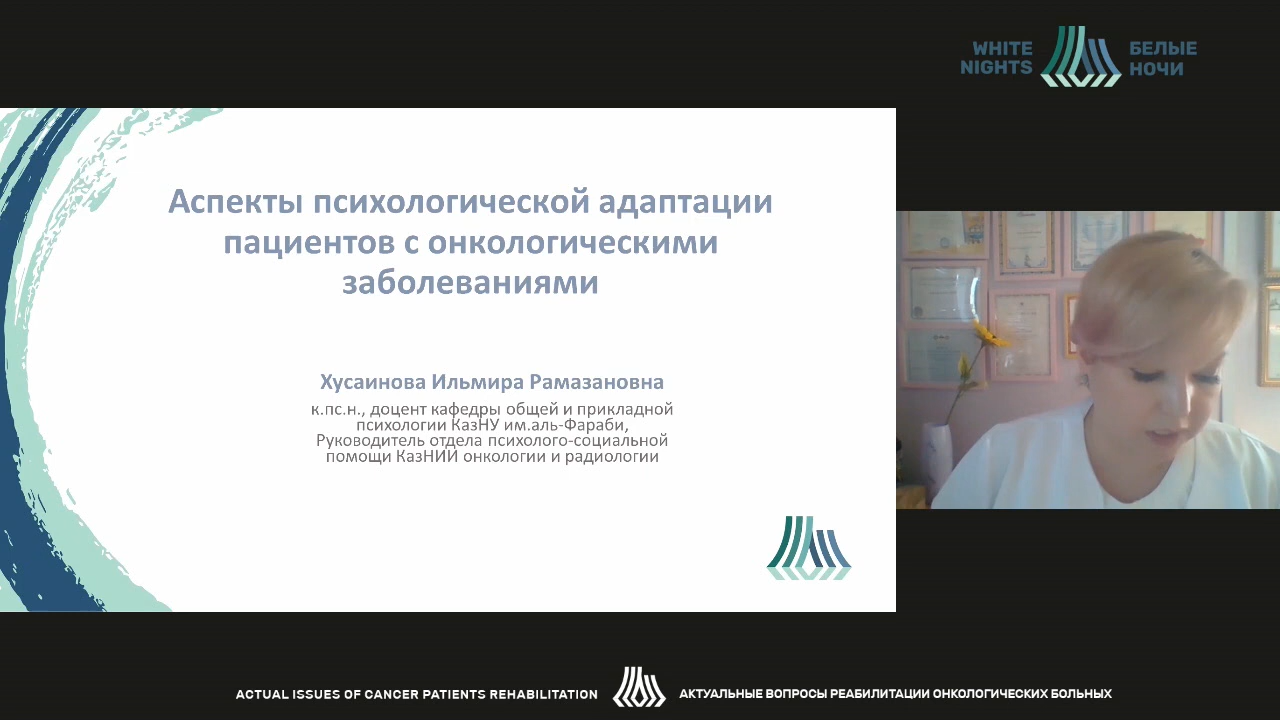 WHITE
NIGHTS
БЕЛЫЕ
НОЧИ
Аспекты психологической адаптации
пациентов с онкологическими
заболеваниями
Хусаинова Ильмира Рамазановна
к.пс.н., доцент кафедры общей и прикладной
психологии КазНУ им.аль-Фараби,
Руководитель отдела психолого-социальной
помощи КазНИИ онкологии и радиологии
ACTUAL ISSUES OF CANCER PATIENTS REHABILITATION
АКТУАЛЬНЫЕ ВОПРОСЫ РЕАБИЛИТАЦИИ ОНКОЛОГИЧЕСКИХ БОЛЬНЫХ